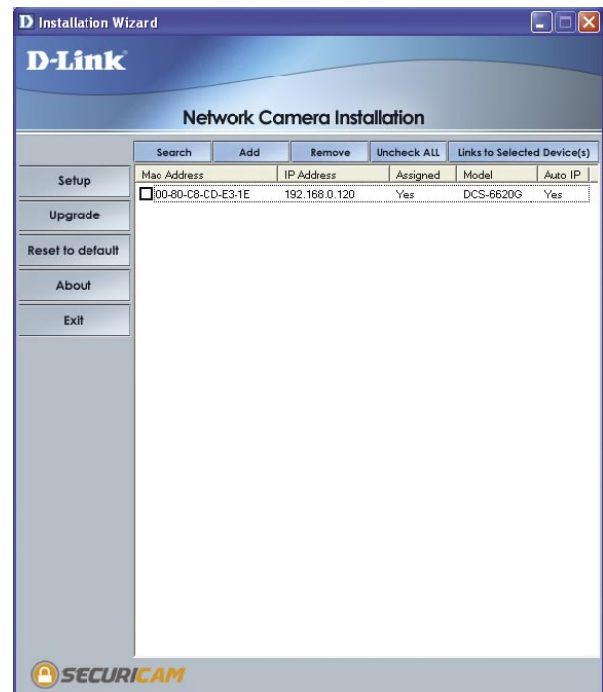 D Installation Wizard
D-Link
Network Camera Installation
Search Add Remove Uncheck ALL Links to Selected Device(s)
Mac Address IP Address Assigned Model Auto IP
00-80-C8-CD-E3-1E 192.168.0.120 Yes DCS-6620G Yes
Setup
Upgrade
Reset to default
About
Exit
SECURICAM